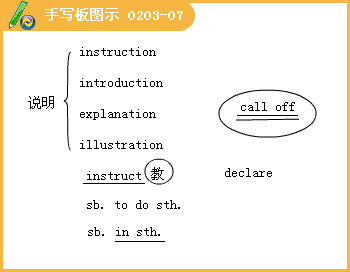 手写板图示 0203-07
instruction
introduction
说明
explanation
call off
illustration
instruct 教
declare
sb. to do sth.
sb. in sth.